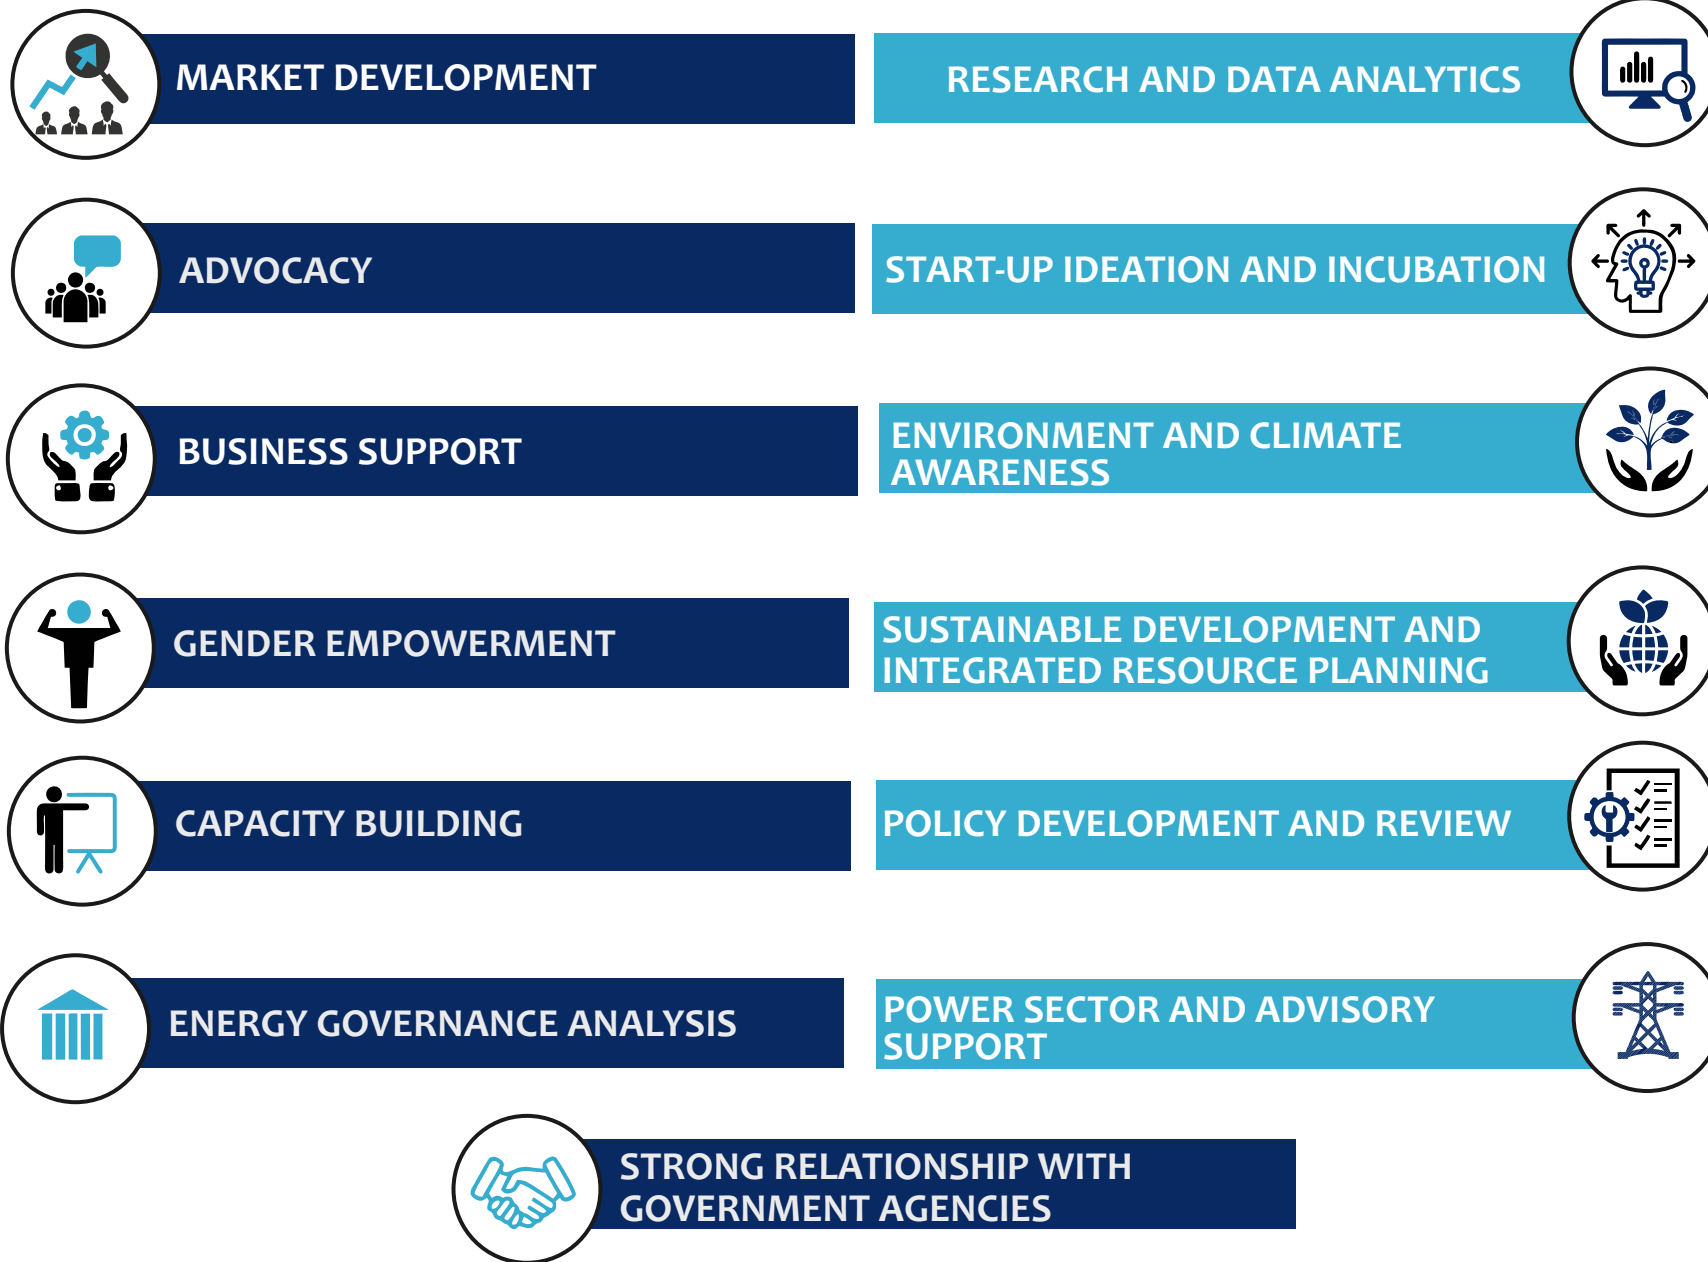 MARKET DEVELOPMENT
RESEARCH AND DATA ANALYTICS
ADVOCACY
START-UP IDEATION AND INCUBATION
BUSINESS SUPPORT
ENVIRONMENT AND CLIMATE
AWARENESS
GENDER EMPOWERMENT
SUSTAINABLE DEVELOPMENT AND
INTEGRATED RESOURCE PLANNING
CAPACITY BUILDING
POLICY DEVELOPMENT AND REVIEW
ENERGY GOVERNANCE ANALYSIS
POWER SECTOR AND ADVISORY
SUPPORT
STRONG RELATIONSHIP WITH
GOVERNMENT AGENCIES